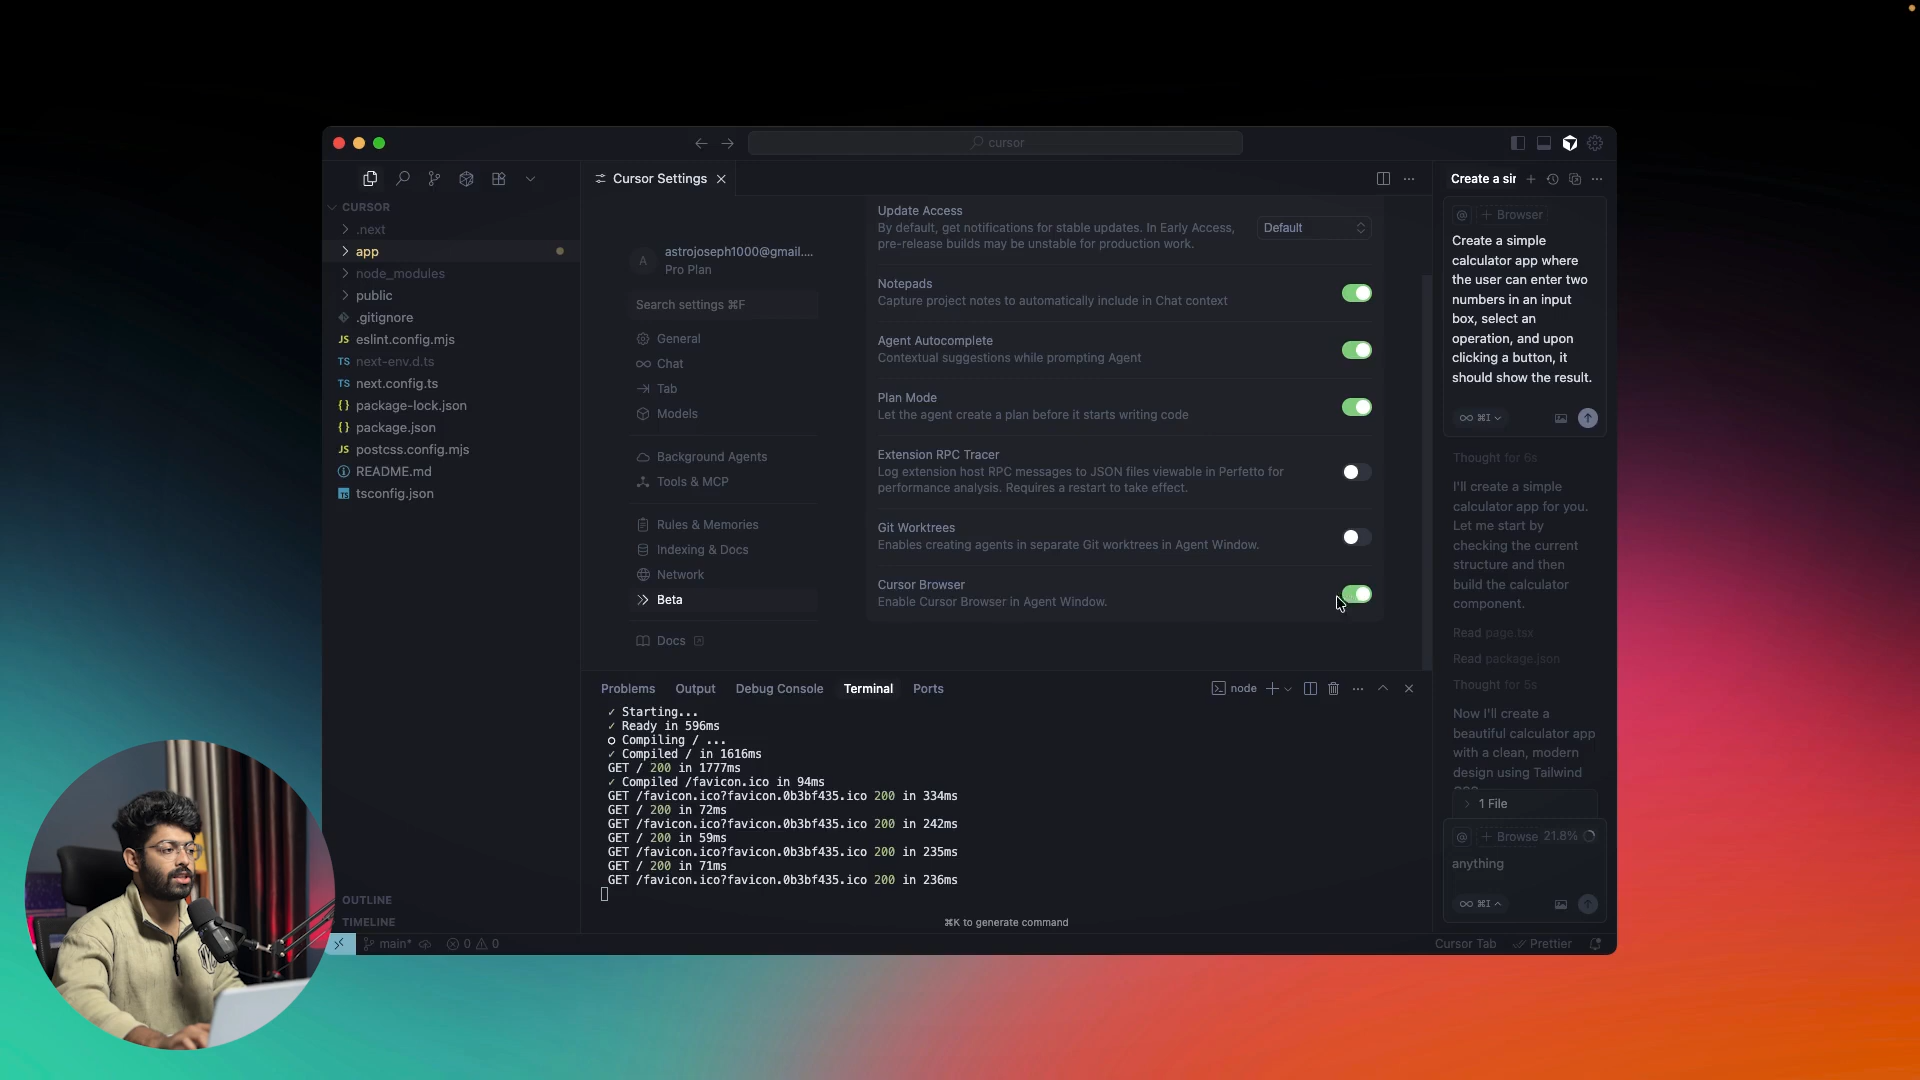 cursor
Cursor Settings
Create a sir
CURSOR
.next
app
node_modules
public
.gitignore
JS eslint.config.mjs
TS next-env.d.ts
TS next.config.ts
{} package-lock.json
{} package.json
JS postcss.config.mjs
README.md
tsconfig.json
OUTLINE
TIMELINE
A
astrojoseph1000@gmail....
Pro Plan
Search settings ⌘F
General
Chat
Tab
Models
Background Agents
Tools & MCP
Rules & Memories
Indexing & Docs
Network
Beta
Docs
Update Access
By default, get notifications for stable updates. In Early Access,
pre-release builds may be unstable for production work.
Default
Notepads
Capture project notes to automatically include in Chat context
Agent Autocomplete
Contextual suggestions while prompting Agent
Plan Mode
Let the agent create a plan before it starts writing code
Extension RPC Tracer
Log extension host RPC messages to JSON files viewable in Perfetto for
performance analysis. Requires a restart to take effect.
Git Worktrees
Enables creating agents in separate Git worktrees in Agent Window.
Cursor Browser
Enable Cursor Browser in Agent Window.
Problems Output Debug Console Terminal Ports
node
✓ Starting...
✓ Ready in 596ms
○ Compiling / ...
✓ Compiled / in 1616ms
GET / 200 in 1777ms
✓ Compiled /favicon.ico in 94ms
GET /favicon.ico?favicon.0b3bf435.ico 200 in 334ms
GET / 200 in 72ms
GET /favicon.ico?favicon.0b3bf435.ico 200 in 242ms
GET / 200 in 59ms
GET /favicon.ico?favicon.0b3bf435.ico 200 in 235ms
GET / 200 in 71ms
GET /favicon.ico?favicon.0b3bf435.ico 200 in 236ms
⌘K to generate command
@ + Browser
Create a simple
calculator app where
the user can enter two
numbers in an input
box, select an
operation, and upon
clicking a button, it
should show the result.
∞ ⌘I
Thought for 6s
I'll create a simple
calculator app for you.
Let me start by
checking the current
structure and then
build the calculator
component.
Read page.tsx
Read package.json
Thought for 5s
Now I'll create a
beautiful calculator app
with a clean, modern
design using Tailwind
1 File
@ + Browse 21.8%
anything
∞ ⌘I
main* 0 0
Cursor Tab Prettier